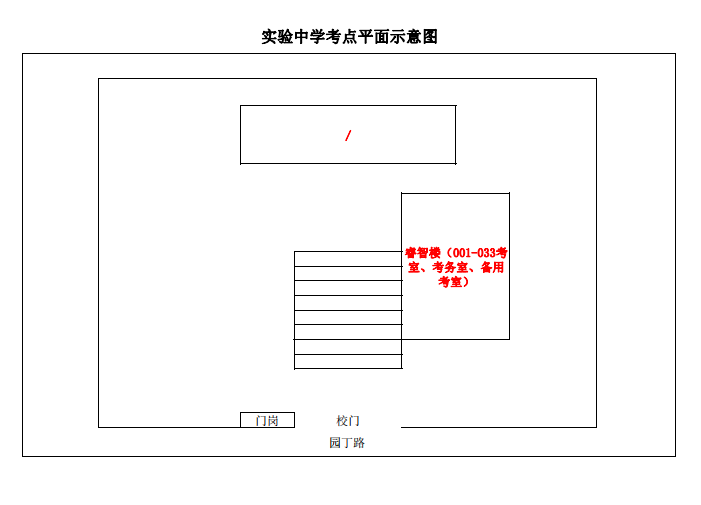 实验中学考点平面示意图
/
睿智楼（001-033考
室、考务室、备用
考室）
门岗
校门
园丁路